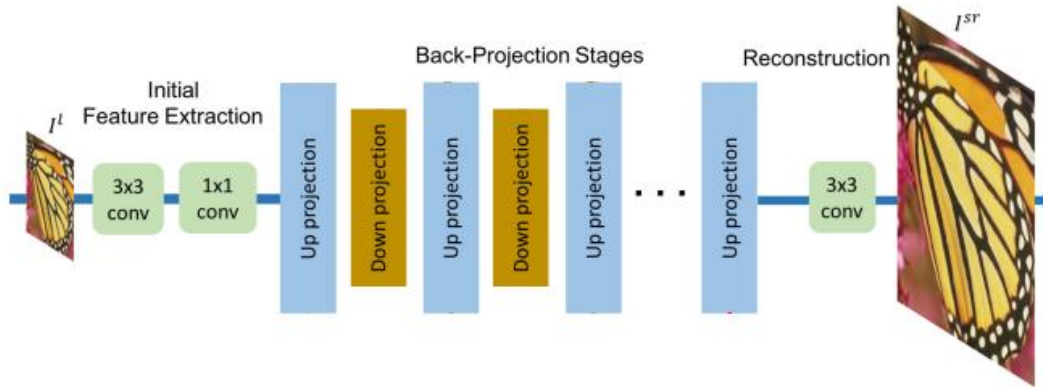 I^l
Initial
Feature Extraction
3x3
conv
1x1
conv
Back-Projection Stages
Up projection
Down projection
Up projection
Down projection
Up projection
. . .
Up projection
Reconstruction
3x3
conv
I^sr